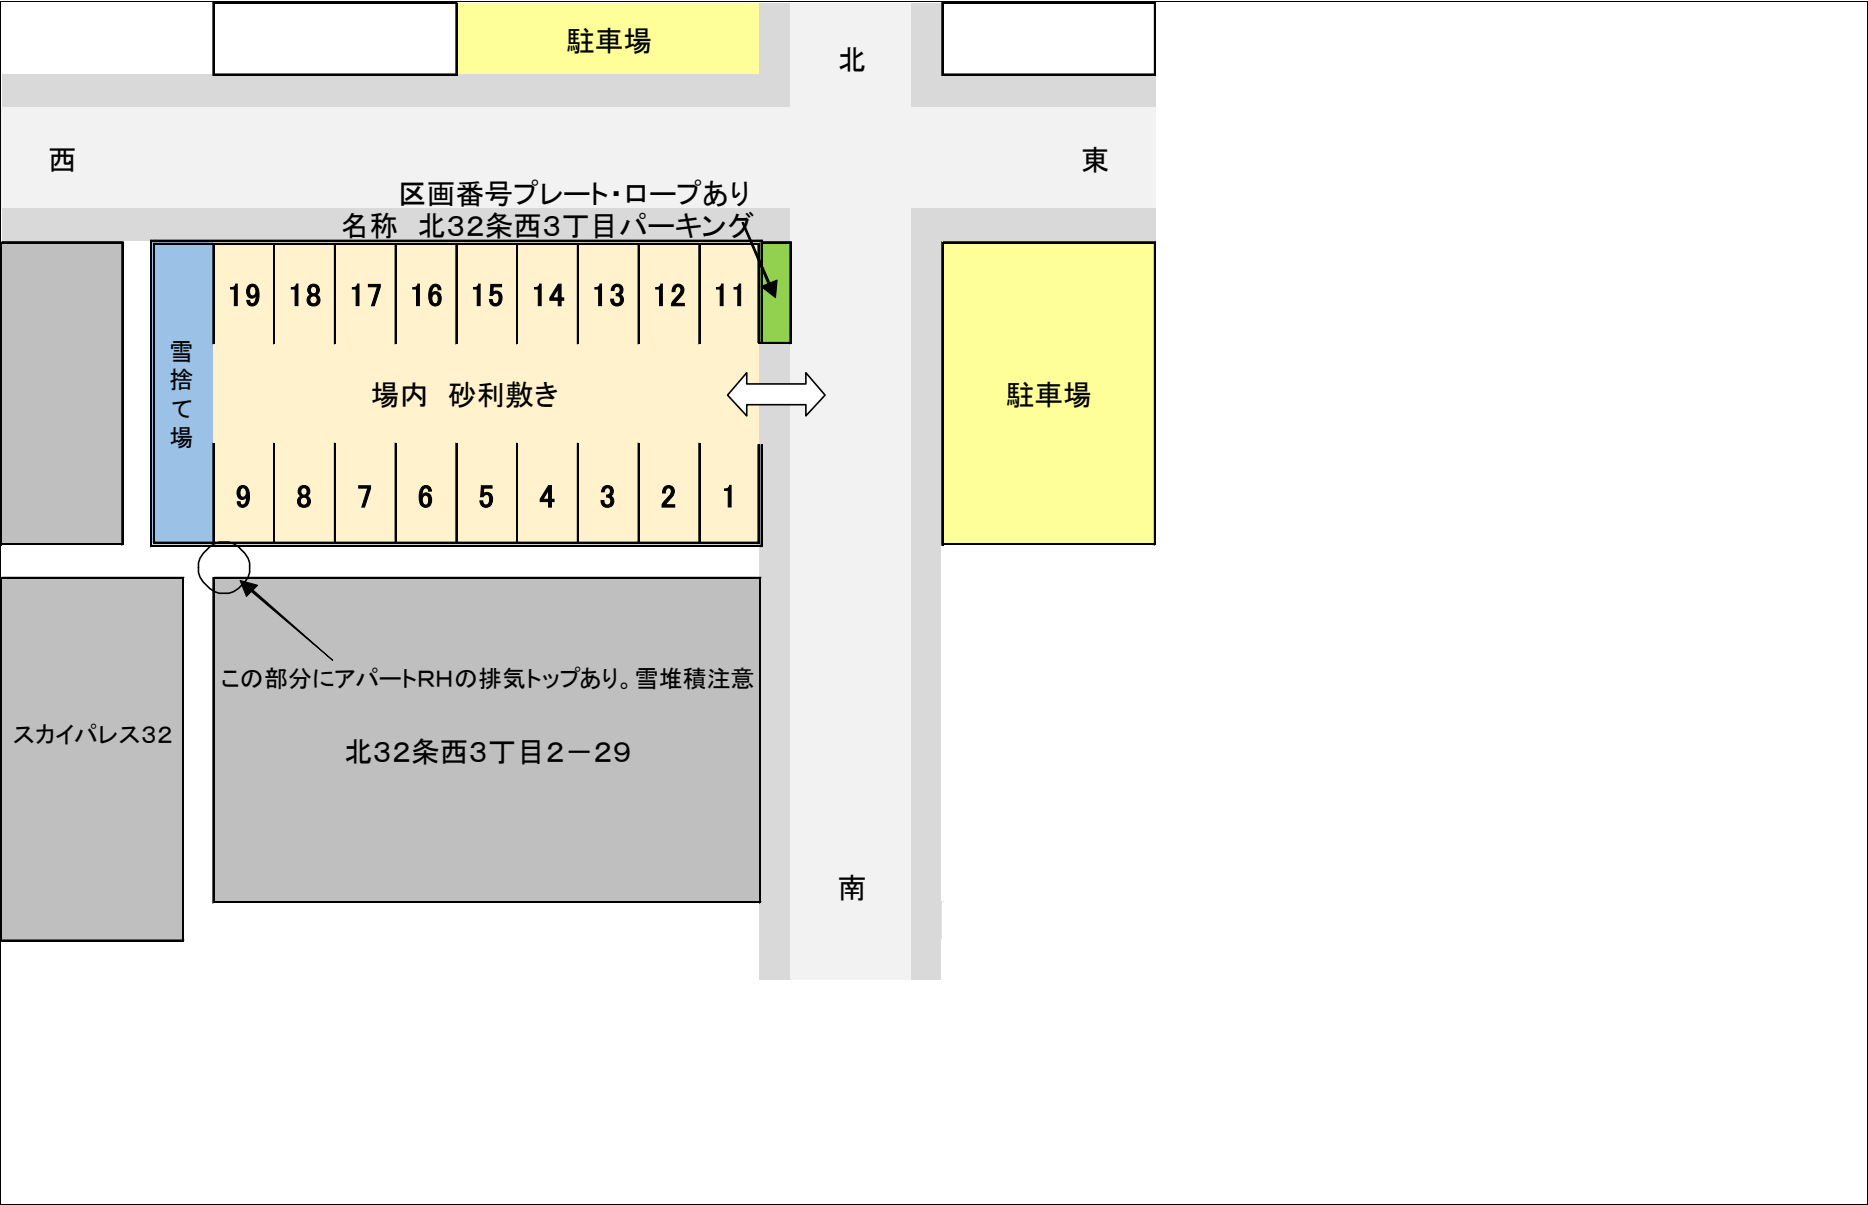 駐車場
北
西
東
区画番号プレート・ロープあり
名称　北32条西3丁目パーキング
19 18 17 16 15 14 13 12 11
雪捨て場
場内　砂利敷き
駐車場
9 8 7 6 5 4 3 2 1
この部分にアパートRHの排気トップあり。雪堆積注意
スカイパレス32
北32条西3丁目2－29
南